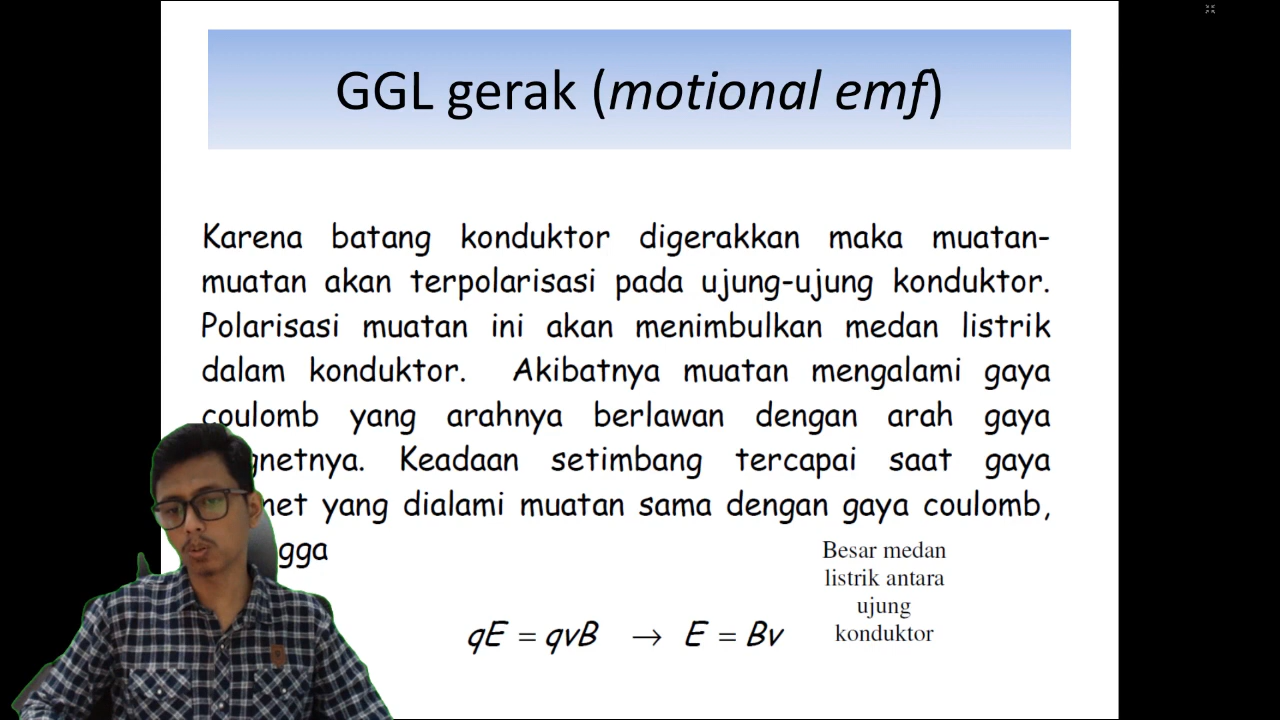 GGL gerak (motional emf)
Karena batang konduktor digerakkan maka muatan-
muatan akan terpolarisasi pada ujung-ujung konduktor.
Polarisasi muatan ini akan menimbulkan medan listrik
dalam konduktor. Akibatnya muatan mengalami gaya
coulomb yang arahnya berlawan dengan arah gaya
gnetnya. Keadaan setimbang tercapai saat gaya
net yang dialami muatan sama dengan gaya coulomb,
gga
qE = qvB → E = Bv
Besar medan
listrik antara
ujung
konduktor